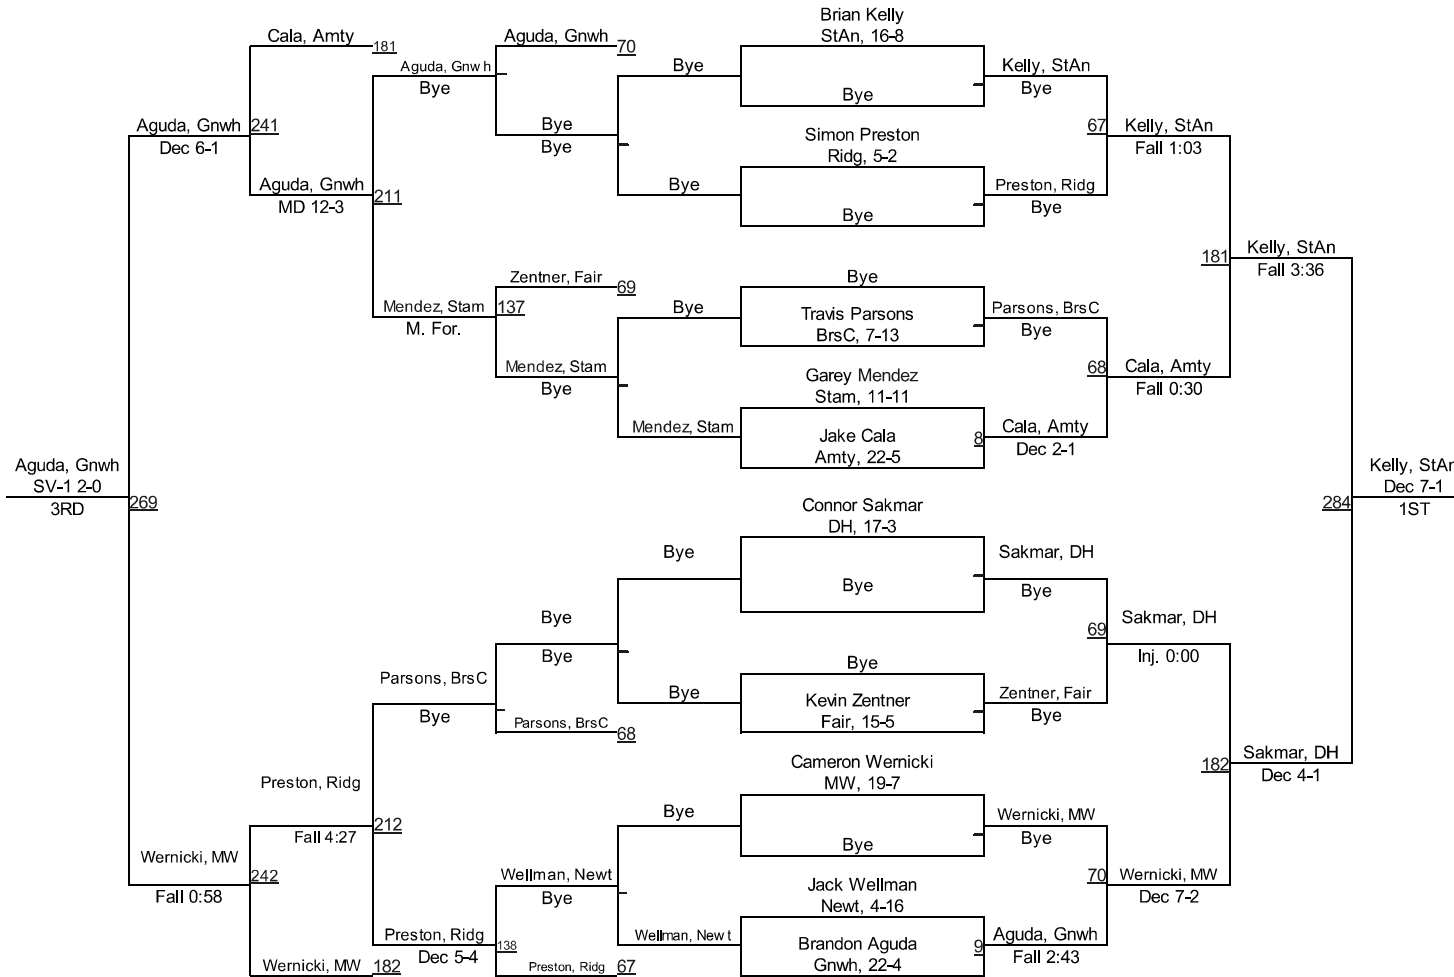 Brian Kelly
Cala, Amty
181
Aguda, Gnwh
70
StAn, 16-8
Aguda, Gnwh
Bye
Kelly, StAn
Bye
Bye
Bye
Aguda, Gnwh
241
Bye
67
Kelly, StAn
Dec 6-1
Bye
Simon Preston
Fall 1:03
Ridg, 5-2
Aguda, Gnwh
211
Bye
Preston, Ridg
MD 12-3
Bye
Bye
181
Kelly, StAn
Zentner, Fair
69
Bye
Fall 3:36
Mendez, Stam
137
Bye
Travis Parsons
Parsons, BrsC
M. For.
BrsC, 7-13
Bye
Mendez, Stam
Garey Mendez
68
Cala, Amty
Bye
Stam, 11-11
Fall 0:30
Mendez, Stam
Jake Cala
8
Cala, Amty
Amty, 22-5
Dec 2-1
Aguda, Gnwh
Kelly, StAn
SV-1 2-0
Dec 7-1
269
284
3RD
1ST
Connor Sakmar
DH, 17-3
Bye
Sakmar, DH
Bye
Bye
Bye
Sakmar, DH
69
Bye
Inj. 0:00
Bye
Parsons, BrsC
Bye
Kevin Zentner
Zentner, Fair
Bye
Fair, 15-5
Bye
Parsons, BrsC
68
Cameron Wernicki
182
Sakmar, DH
MW, 19-7
Dec 4-1
Preston, Ridg
Bye
Wernicki, MW
Fall 4:27
212
Bye
Bye
Wernicki, MW
242
Wellman, Newt
70
Wernicki, MW
Fall 0:58
Bye
Jack Wellman
Dec 7-2
Newt, 4-16
Preston, Ridg
138
Wellman, Newt
Brandon Aguda
9
Aguda, Gnwh
Dec 5-4
Gnwh, 22-4
Fall 2:43
Wernicki, MW
182
Preston, Ridg
67